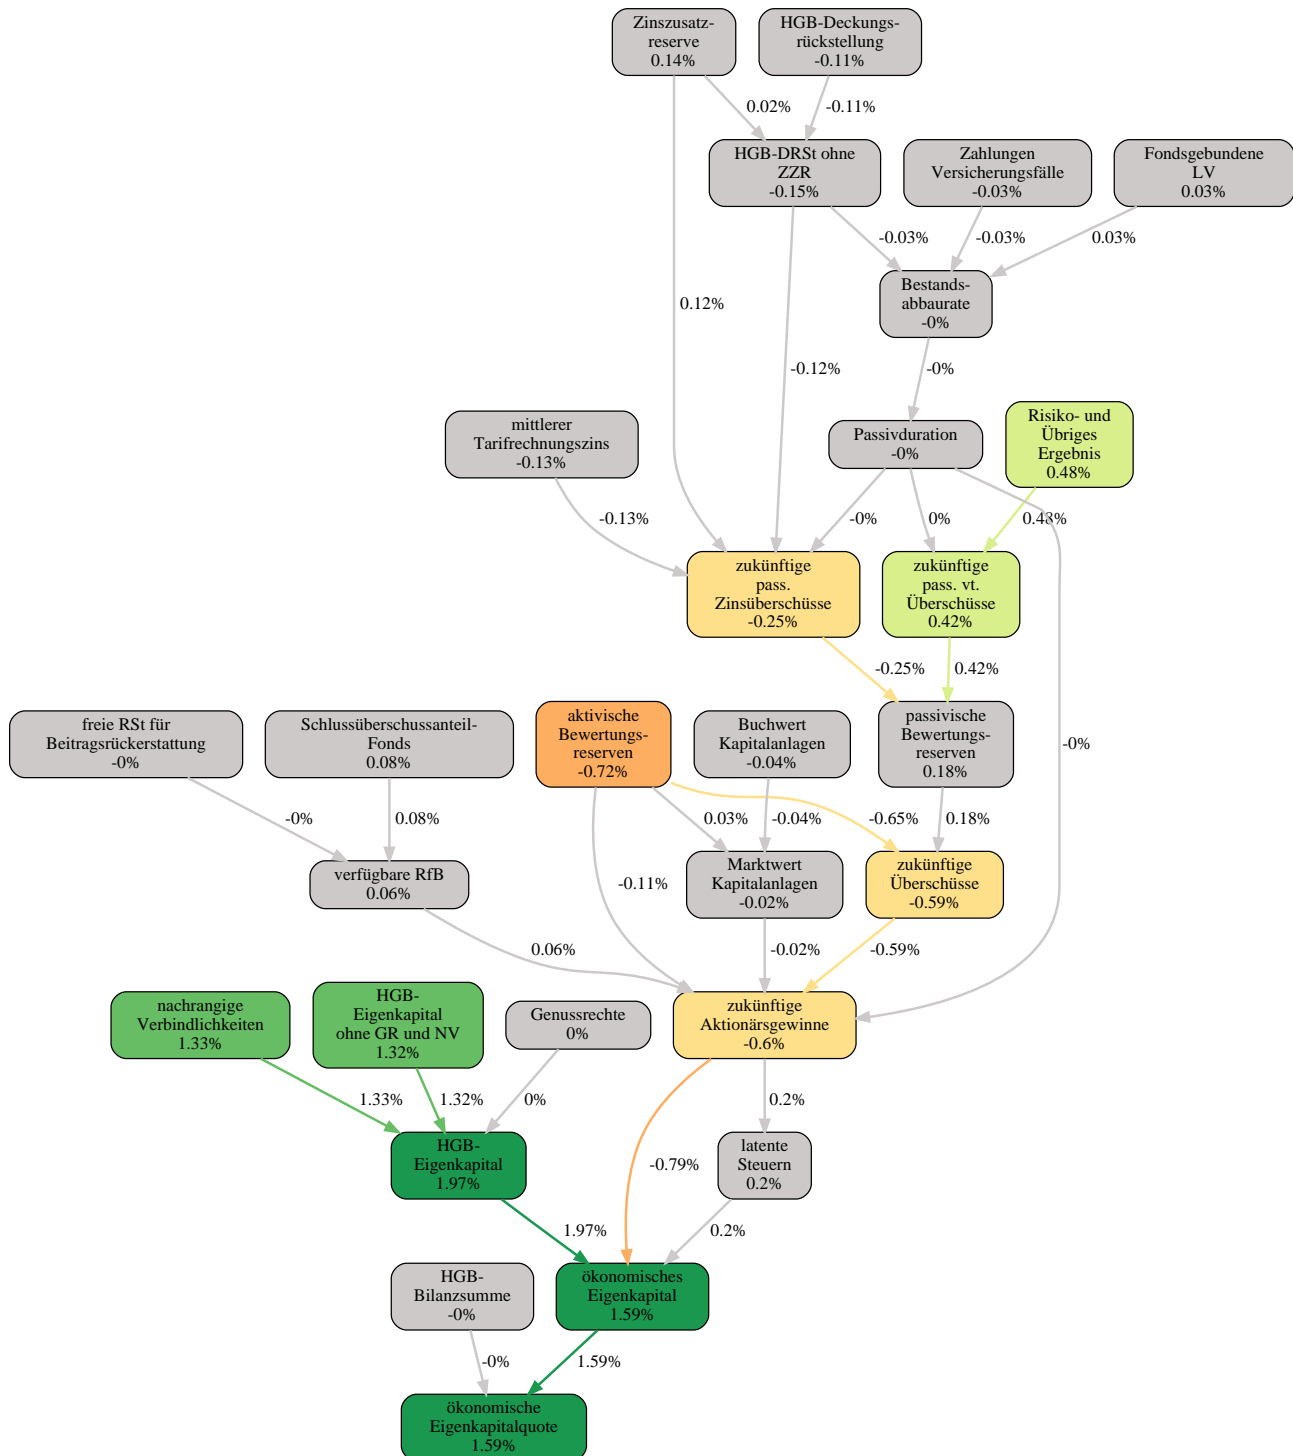 Zinszusatz-
reserve
0.14%
HGB-Deckungs-
rückstellung
-0.11%
0.02%
-0.11%
HGB-DRSt ohne
ZZR
-0.15%
Zahlungen
Versicherungsfälle
-0.03%
Fondsgebundene
LV
0.03%
-0.03%
-0.03%
0.03%
Bestands-
abbaurate
-0%
0.12%
-0.12%
-0%
mittlerer
Tarifrechnungszins
-0.13%
Passivduration
-0%
Risiko- und
Übriges
Ergebnis
0.48%
-0.13%
-0%
0%
0.48%
zukünftige
pass.
Zinsüberschüsse
-0.25%
zukünftige
pass. vt.
Überschüsse
0.42%
-0.25%
0.42%
freie RSt für
Beitragsrückerstattung
-0%
Schlussüberschussanteil-
Fonds
0.08%
aktivische
Bewertungs-
reserven
-0.72%
Buchwert
Kapitalanlagen
-0.04%
passivische
Bewertungs-
reserven
0.18%
-0%
-0%
0.08%
0.03%
-0.04%
-0.65%
0.18%
verfügbare RfB
0.06%
-0.11%
Marktwert
Kapitalanlagen
-0.02%
zukünftige
Überschüsse
-0.59%
0.06%
-0.02%
-0.59%
nachrangige
Verbindlichkeiten
1.33%
HGB-
Eigenkapital
ohne GR und NV
1.32%
Genussrechte
0%
zukünftige
Aktionärsgewinne
-0.6%
1.33%
1.32%
0%
0.2%
HGB-
Eigenkapital
1.97%
-0.79%
latente
Steuern
0.2%
1.97%
0.2%
HGB-
Bilanzsumme
-0%
ökonomisches
Eigenkapital
1.59%
-0%
1.59%
ökonomische
Eigenkapitalquote
1.59%